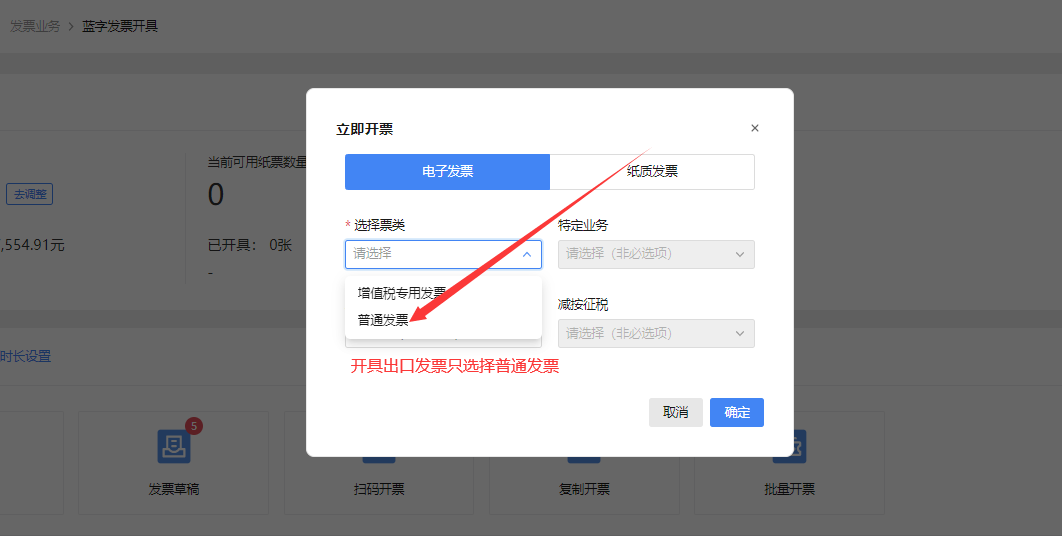 发票业务 > 蓝字发票开具
立即开票
×
电子发票
纸质发票
当前可用纸票数量
0
去调整
,554.91元
已开具： 0张
-
* 选择票类
特定业务
请选择
请选择（非必选项）
增值税专用发票
普通发票
减按征税
请选择（非必选项）
时长设置
开具出口发票只选择普通发票
取消
确定
5
发票草稿
扫码开票
复制开票
批量开票